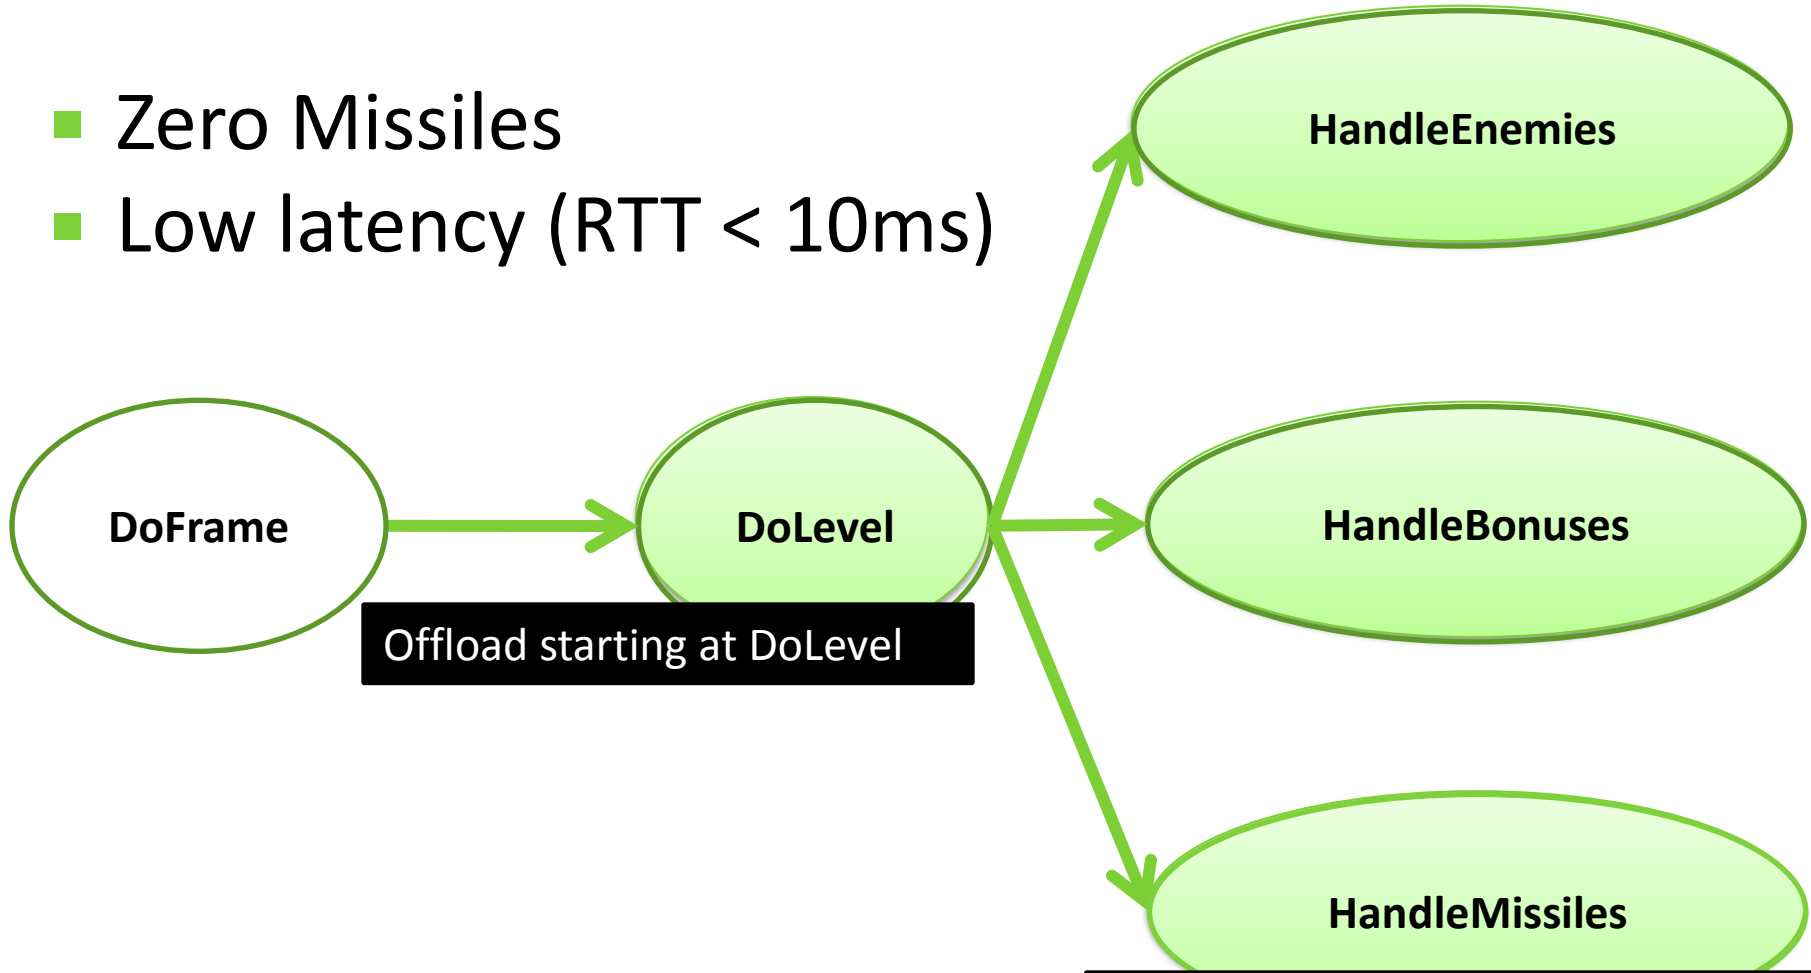 Zero Missiles
Low latency (RTT < 10ms)
HandleEnemies
DoFrame
DoLevel
HandleBonuses
Offload starting at DoLevel
HandleMissiles